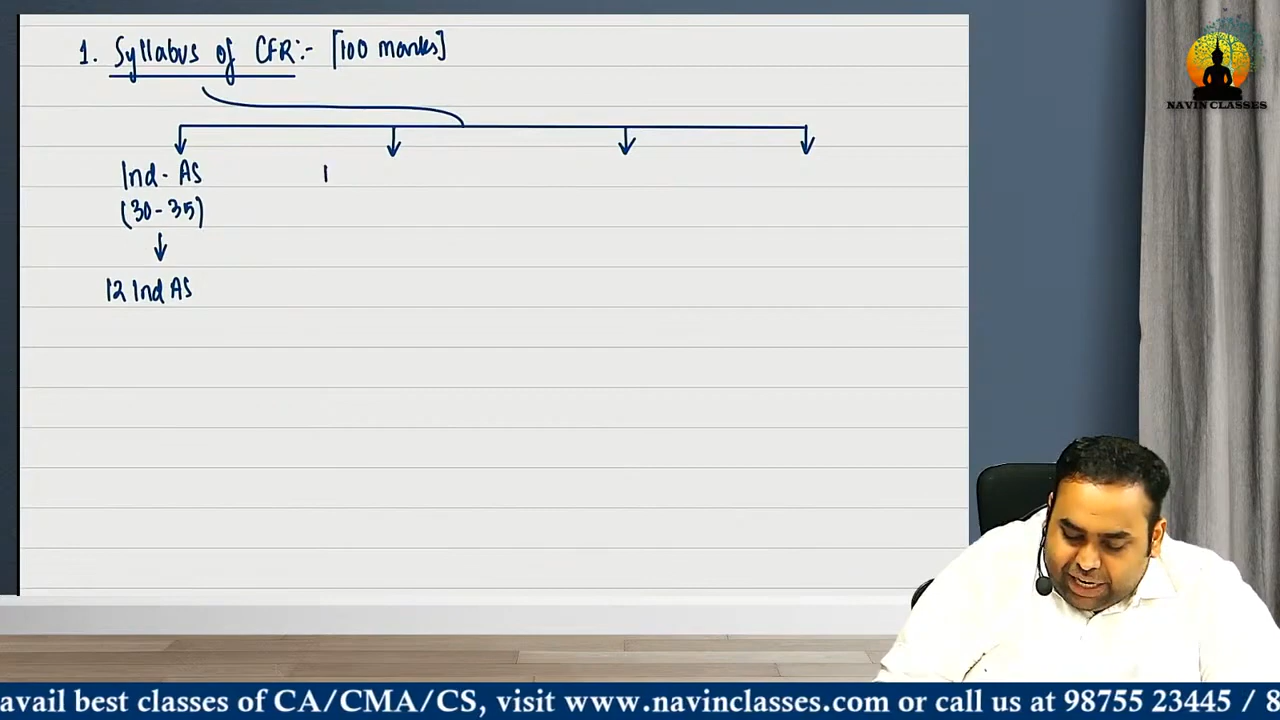 1. Syllabus of CFR:- [100 marks]
Ind-AS
(30-35)
12 Ind AS
NAVIN CLASSES
avail best classes of CA/CMA/CS, visit www.navinclasses.com or call us at 98755 23445 / 8